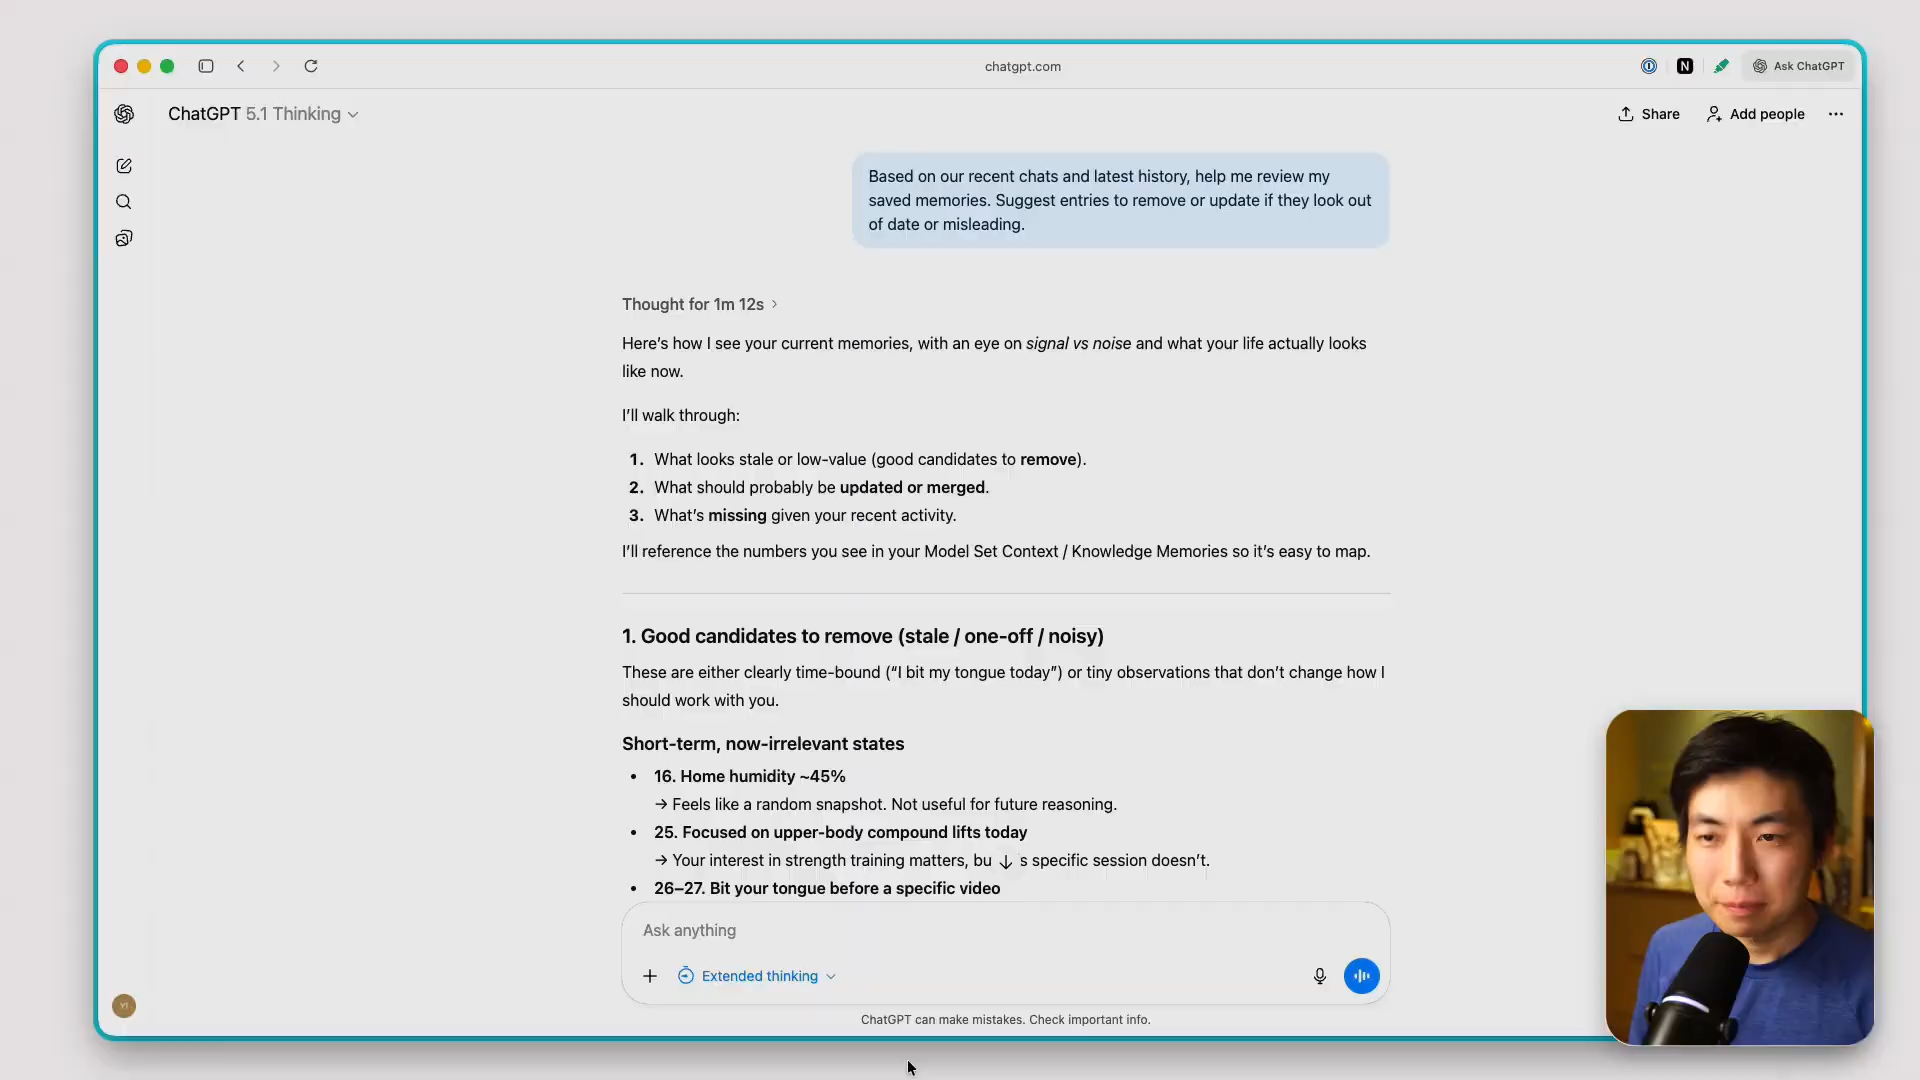 chatgpt.com
N
Ask ChatGPT
ChatGPT 5.1 Thinking
Share
Add people
Based on our recent chats and latest history, help me review my
saved memories. Suggest entries to remove or update if they look out
of date or misleading.
Thought for 1m 12s
Here’s how I see your current memories, with an eye on signal vs noise and what your life actually looks
like now.
I’ll walk through:
1. What looks stale or low-value (good candidates to remove).
2. What should probably be updated or merged.
3. What’s missing given your recent activity.
I’ll reference the numbers you see in your Model Set Context / Knowledge Memories so it’s easy to map.
1. Good candidates to remove (stale / one-off / noisy)
These are either clearly time-bound (“I bit my tongue today”) or tiny observations that don’t change how I
should work with you.
Short-term, now-irrelevant states
• 16. Home humidity ~45%
→ Feels like a random snapshot. Not useful for future reasoning.
• 25. Focused on upper-body compound lifts today
→ Your interest in strength training matters, bu s specific session doesn’t.
• 26–27. Bit your tongue before a specific video
Ask anything
Extended thinking
ChatGPT can make mistakes. Check important info.